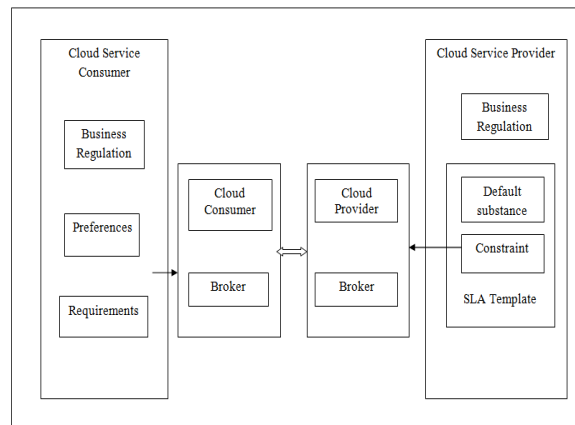 Cloud Service
Consumer
Business
Regulation
Preferences
Requirements
Cloud
Consumer
Broker
Cloud
Provider
Broker
Cloud Service Provider
Business
Regulation
Default
substance
Constraint
SLA Template